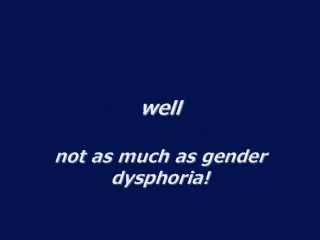 well
not as much as gender
dysphoria!